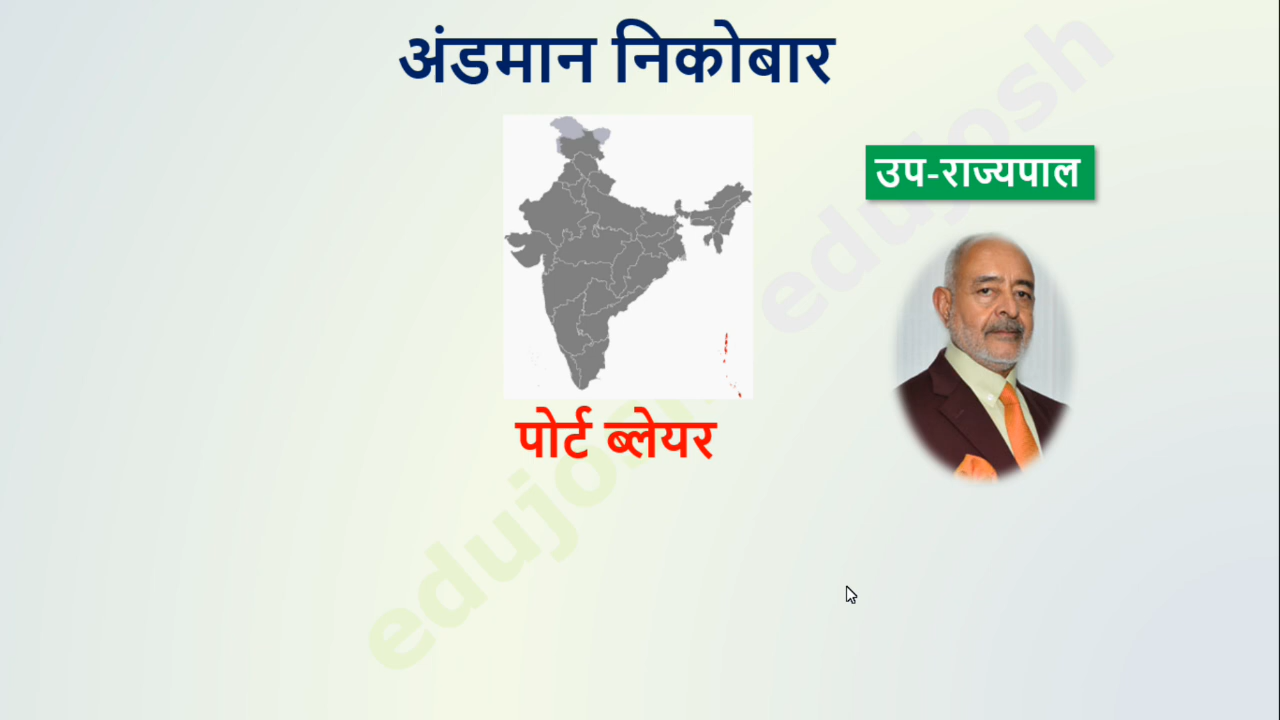 अंडमान निकोबार
उप-राज्यपाल
पोर्ट ब्लेयर
edujosh